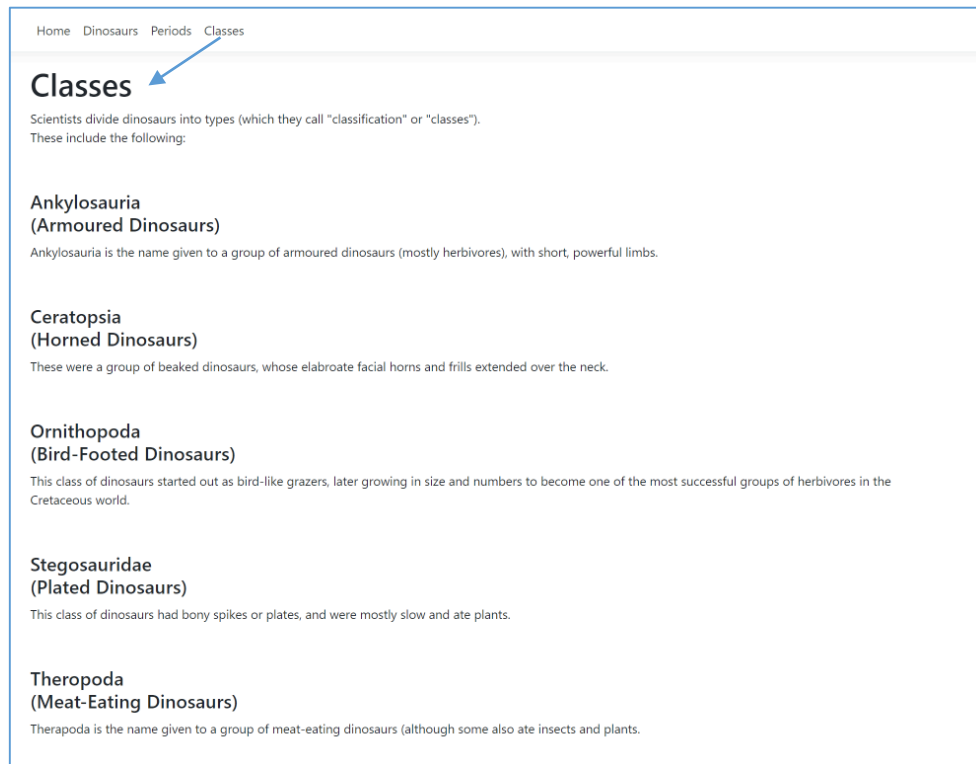 Home Dinosaurs Periods Classes
Classes
Scientists divide dinosaurs into types (which they call "classification" or "classes").
These include the following:
Ankylosauria
(Armoured Dinosaurs)
Ankylosauria is the name given to a group of armoured dinosaurs (mostly herbivores), with short, powerful limbs.
Ceratopsia
(Horned Dinosaurs)
These were a group of beaked dinosaurs, whose elabroate facial horns and frills extended over the neck.
Ornithopoda
(Bird-Footed Dinosaurs)
This class of dinosaurs started out as bird-like grazers, later growing in size and numbers to become one of the most successful groups of herbivores in the
Cretaceous world.
Stegosauridae
(Plated Dinosaurs)
This class of dinosaurs had bony spikes or plates, and were mostly slow and ate plants.
Theropoda
(Meat-Eating Dinosaurs)
Therapoda is the name given to a group of meat-eating dinosaurs (although some also ate insects and plants.